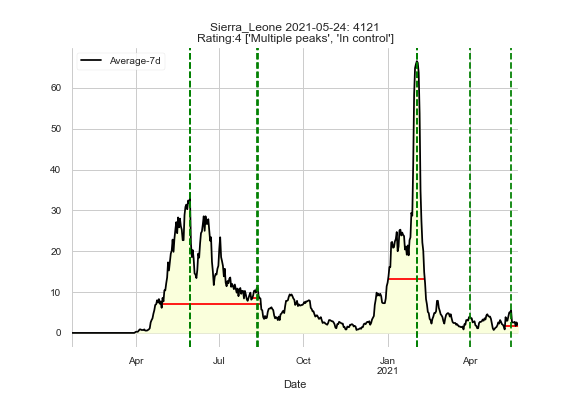 Sierra_Leone 2021-05-24: 4121
Rating:4 ['Multiple peaks', 'In control']
Average-7d
60
50
40
30
20
10
0
Apr
Jul
Oct
Jan
2021
Apr
Date